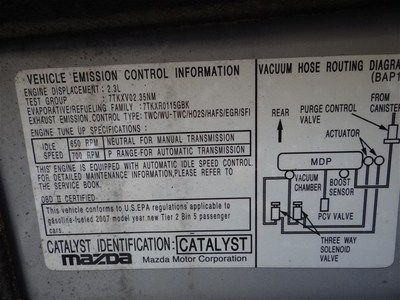 VEHICLE EMISSION CONTROL INFORMATION
ENGINE DISPLACEMENT : 2.3L
TEST GROUP : 7TKXV02.35NM
EVAPORATIVE/REFUELING FAMILY : 7TKXR0115GBK
EXHAUST EMISSION CONTROL TYPE: TWC/WU-TWC/HO2S/HAFS/EGR/SFI
ENGINE TUNE UP SPECIFICATIONS:
IDLE SPEED
650 RPM NEUTRAL FOR MANUAL TRANSMISSION
700 RPM P RANGE FOR AUTOMATIC TRANSMISSION
THIS ENGINE IS EQUIPPED WITH AUTOMATIC IDLE SPEED CONTROL
FOR DETAILED MAINTENANCE INFORMATION,PLEASE REFER
TO THE SERVICE BOOK.
OBD II CERTIFIED
This vehicle conforms to U.S.EPA regulations applicable to
gasoline-fueled 2007 model year new Tier 2 Bin 5 passenger
cars.
CATALYST IDENTIFICATION: CATALYST
mazda Mazda Motor Corporation
VACUUM HOSE ROUTING DIAGRA
(BAP1
REAR
PURGE CONTROL
VALVE
FROM
CANISTER
ACTUATOR
MDP
VACUUM
CHAMBER
BOOST
SENSOR
PCV VALVE
THREE WAY
SOLENOID
VALVE